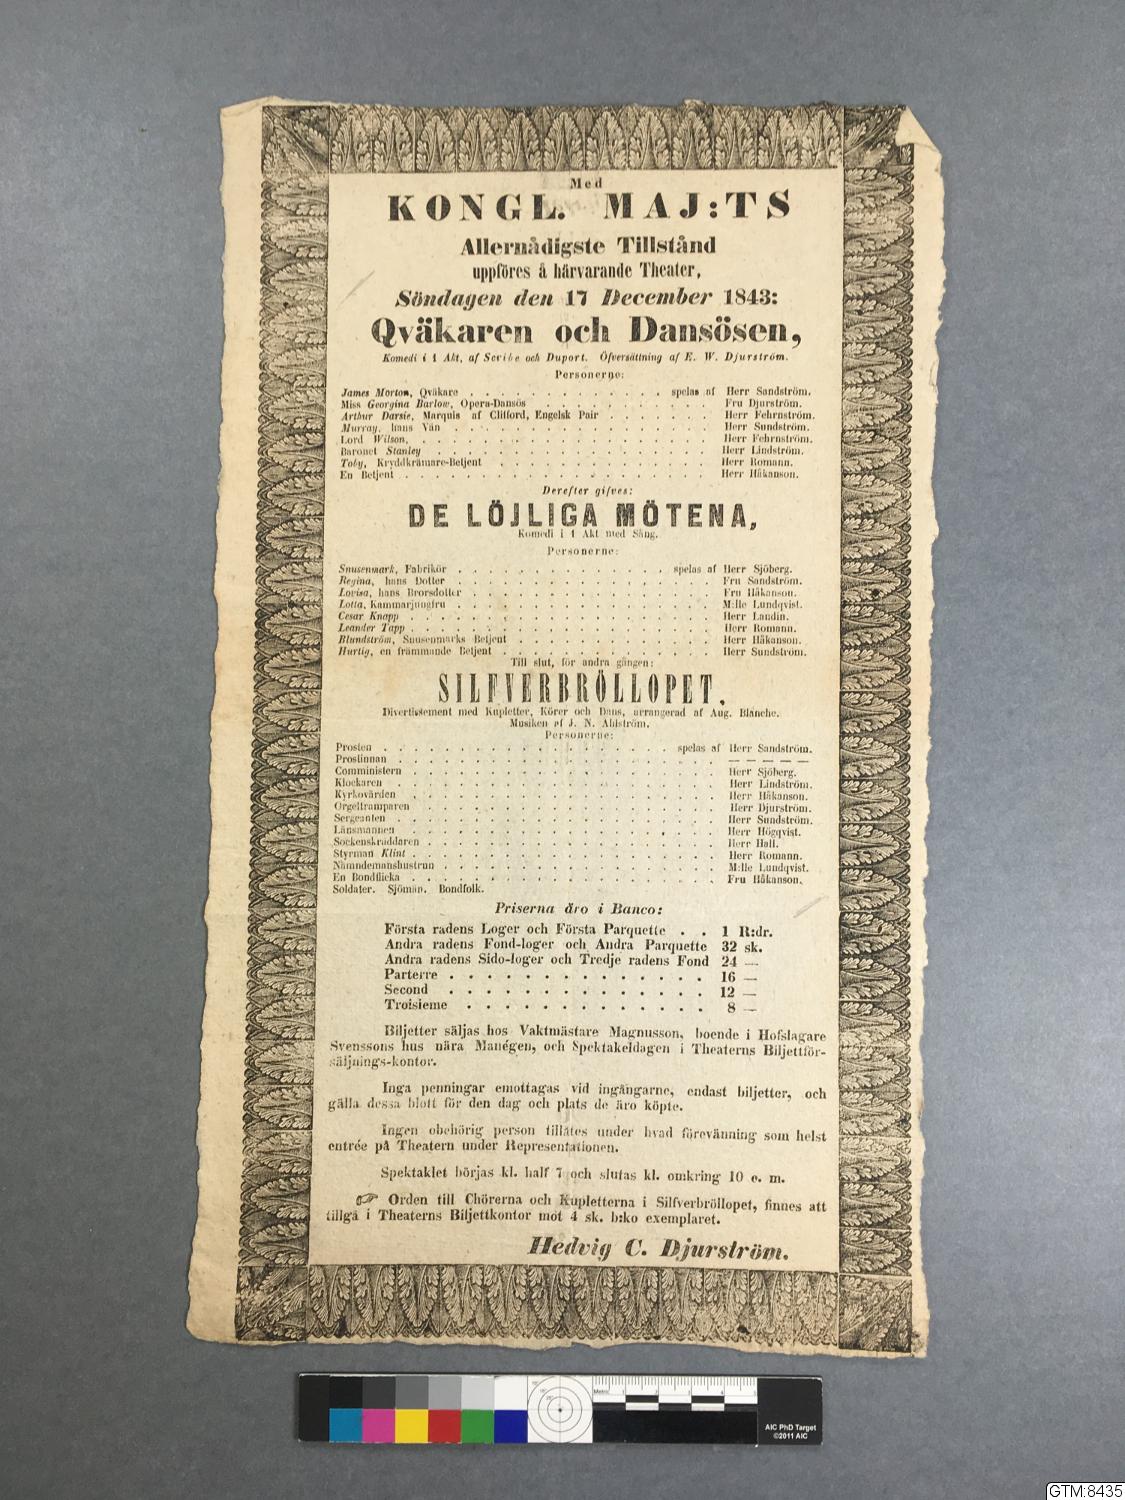 Med
KONGL. MAJ:TS
Allernådigste Tillstånd
uppföres å härvarande Theater,
Söndagen den 17 December 1843:
Qväkaren och Dansösen,
Komedi i 1 Akt, af Scribe och Duport. Öfversättning af E. W. Djurström.
Personerne:
James Morton, Qväkare . . . spelas af Herr Sandström.
Miss Georgina Barlow, Opera-Dansös . . . Fru Djurström.
Arthur Darsie, Marquis af Clifford, Engelsk Pair . . . Herr Fehrnström.
Murray, hans Vän . . . Herr Sundström.
Lord Wilson, . . . Herr Fehrnström.
Baronet Stanley . . . Herr Lindström.
Toby, Kryddkrämare-Betjent . . . Herr Romann.
En Betjent . . . Herr Håkanson.
Derefter gifves:
DE LÖJLIGA MÖTENA,
Komedi i 1 Akt med Sång.
Personerne:
Snusenmark, Fabrikör . . . spelas af Herr Sjöberg.
Regina, hans Dotter . . . Fru Sandström.
Lovisa, hans Brorsdotter . . . Fru Håkanson.
Lotta, Kammarjungfru . . . M:lle Lundqvist.
Cesar Knapp . . . Herr Landin.
Leander Tapp . . . Herr Romann.
Blundström, Snusenmarks Betjent . . . Herr Håkanson.
Hurtig, en främmande Betjent . . . Herr Sundström.
Till slut, för andra gången:
SILFVERBRÖLLOPET,
Divertissement med Kupletter, Körer och Dans, arrangerad af Aug. Blanche.
Musiken af J. N. Ahlström.
Personerne:
Prosten . . . spelas af Herr Sandström.
Prostinnan . . . — — — — —
Comministern . . . Herr Sjöberg.
Klockaren . . . Herr Lindström.
Kyrkovärden . . . Herr Håkanson.
Orgeltramparen . . . Herr Djurström.
Sergeanten . . . Herr Sundström.
Länsmannen . . . Herr Högqvist.
Sockenskräddaren . . . Herr Hall.
Styrman Klint . . . Herr Romann.
Nämndemanshustrun . . . M:lle Lundqvist.
En Bondflicka . . . Fru Håkanson.
Soldater. Sjömän. Bondfolk.
Priserna äro i Banco:
Första radens Loger och Första Parquette . . 1 R:dr.
Andra radens Fond-loger och Andra Parquette 32 sk.
Andra radens Sido-loger och Tredje radens Fond 24 —
Parterre . . . 16 —
Second . . . 12 —
Troisieme . . . 8 —
Biljetter säljas hos Vaktmästare Magnusson, boende i Hofslagare
Svenssons hus nära Manégen, och Spektakeldagen i Theaterns Biljettför-
säljnings-kontor.
Inga penningar emottagas vid ingångarne, endast biljetter, och
gälla dessa blott för den dag och plats de äro köpte.
Ingen obehörig person tillåtes under hvad förevänning som helst
entrée på Theatern under Representationen.
Spektaklet börjas kl. half 7 och slutas kl. omkring 10 e. m.
☞ Orden till Chörerna och Kupletterna i Silfverbröllopet, finnes att
tillgå i Theaterns Biljettkontor mot 4 sk. b:ko exemplaret.
Hedvig C. Djurström.
Metric 1 2 3 4 5
AIC PhD Target
©2011 AIC
GTM:8435